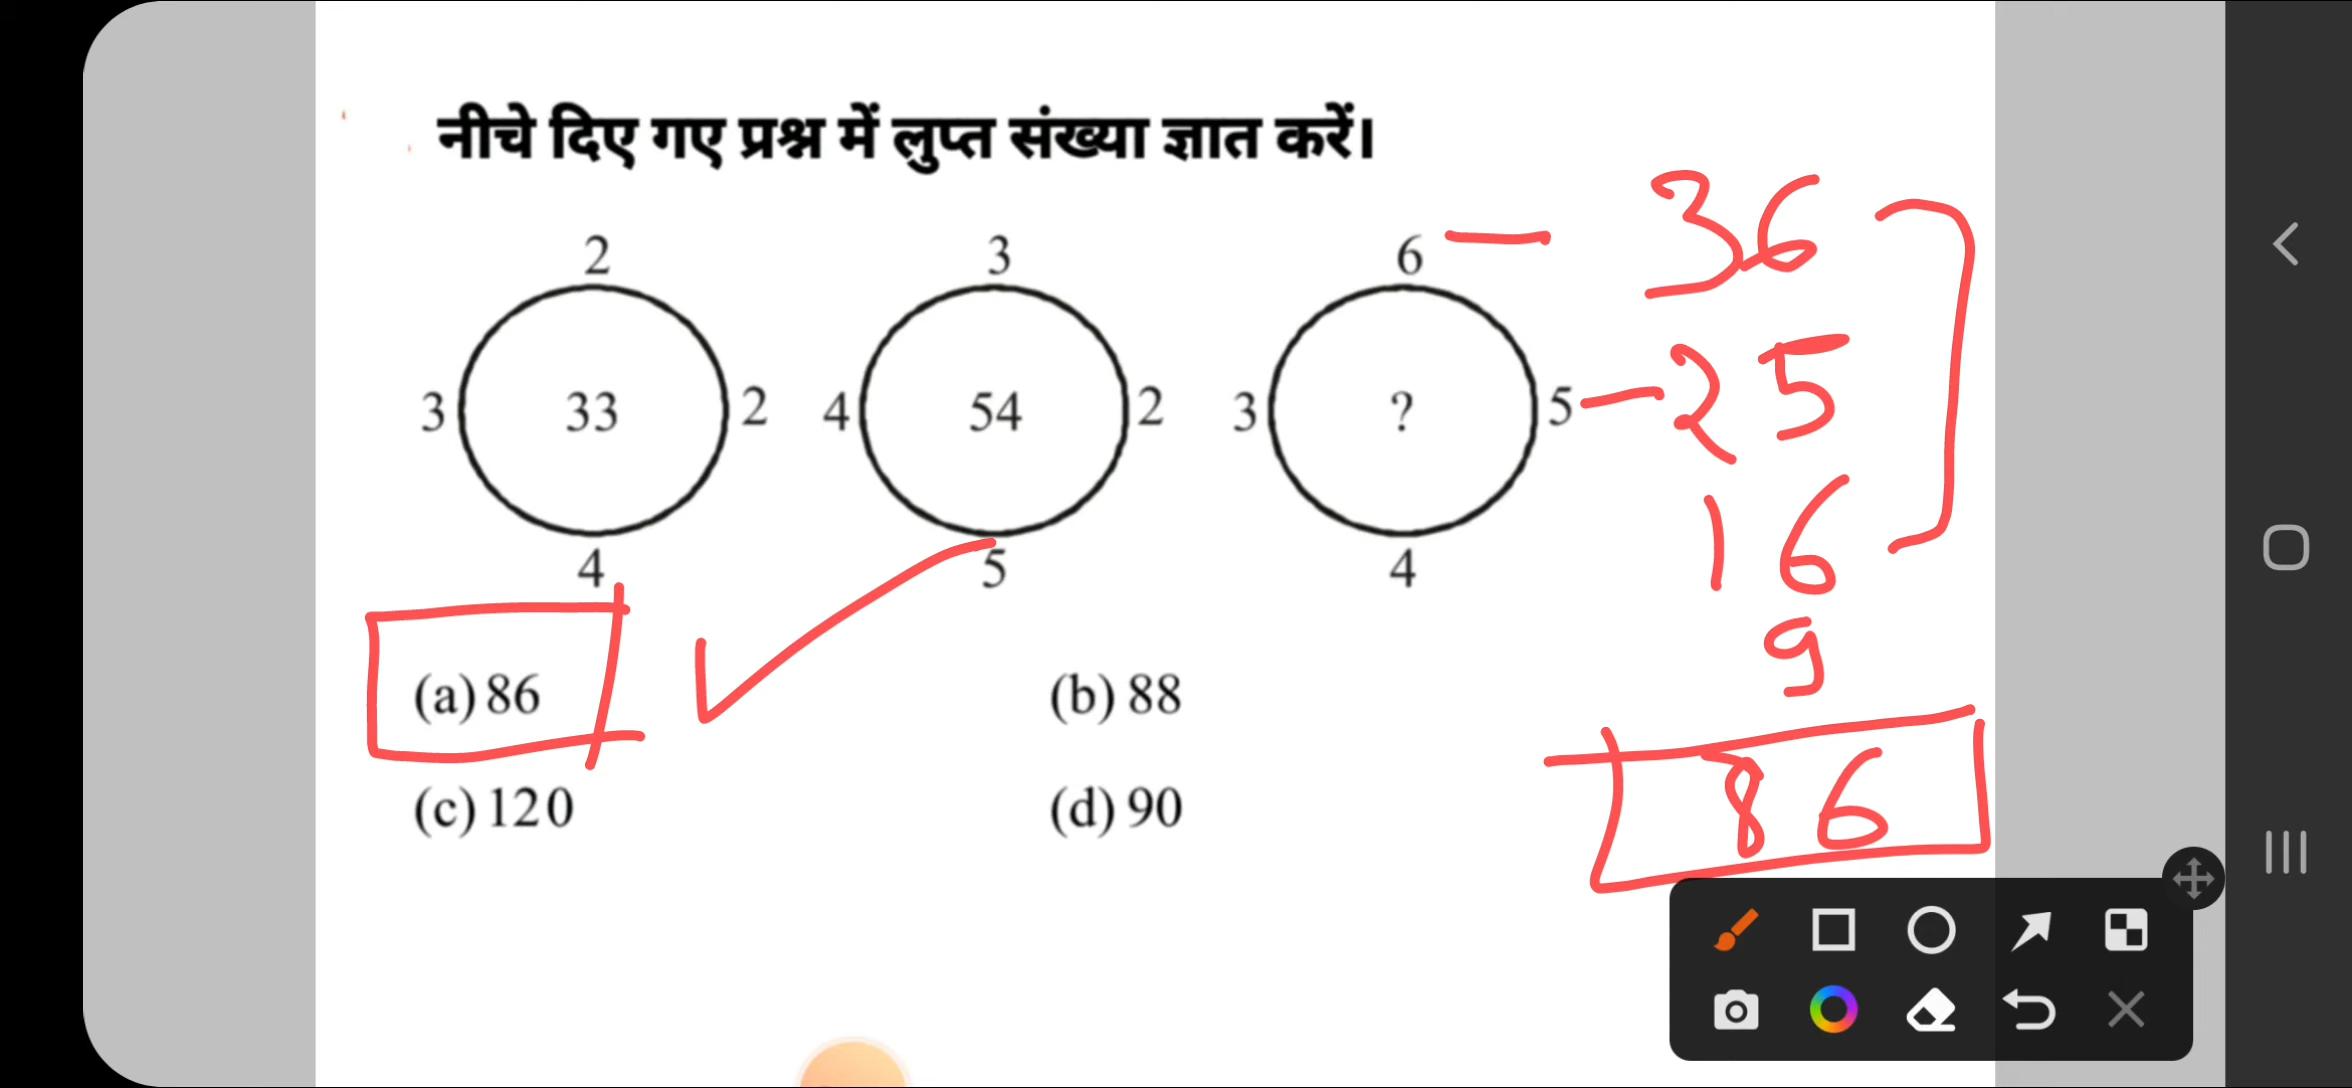 नीचे दिए गए प्रश्न में लुप्त संख्या ज्ञात करें।
2 3 6 — 36
3 33 2 4 54 2 3 ? 5 — 25
4 5 4 16
9
(a) 86 (b) 88 86
(c) 120 (d) 90